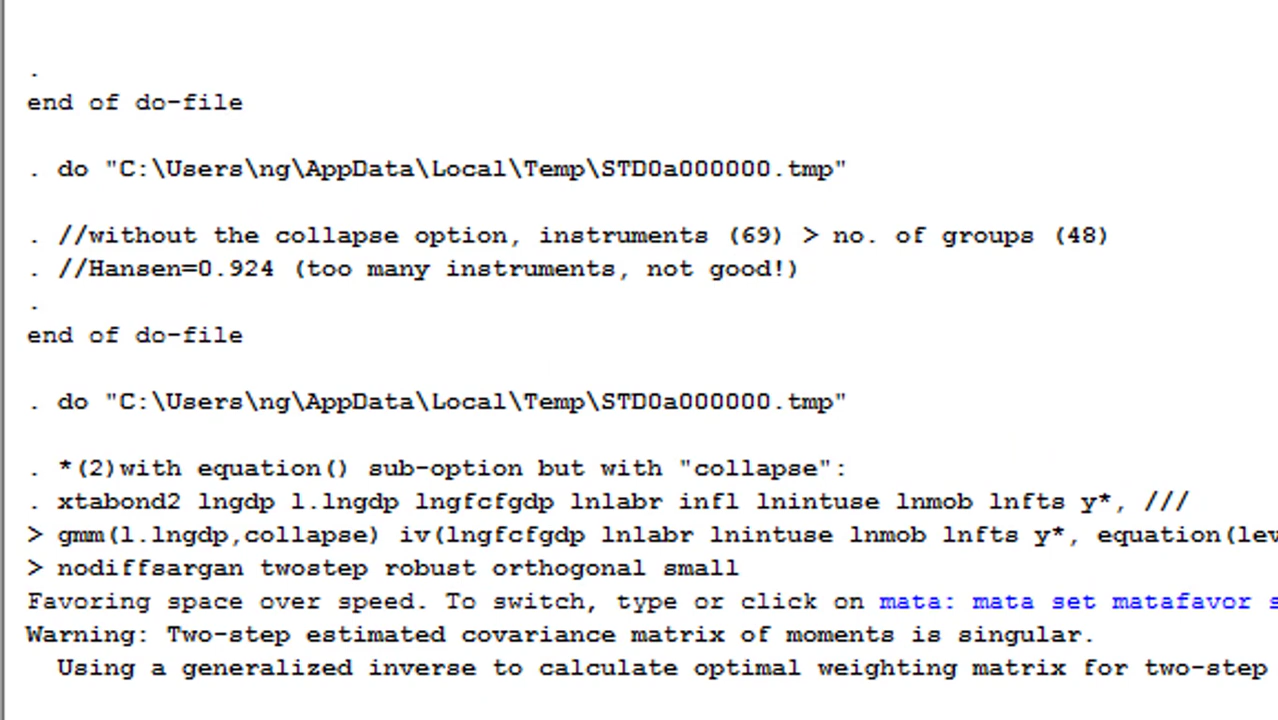 .
end of do-file
. do "C:\Users\ng\AppData\Local\Temp\STD0a000000.tmp"
. //without the collapse option, instruments (69) > no. of groups (48)
. //Hansen=0.924 (too many instruments, not good!)
.
end of do-file
. do "C:\Users\ng\AppData\Local\Temp\STD0a000000.tmp"
. *(2)with equation() sub-option but with "collapse":
. xtabond2 lngdp l.lngdp lngfcfgdp lnlabr infl lnintuse lnmob lnfts y*, ///
> gmm(l.lngdp,collapse) iv(lngfcfgdp lnlabr lnintuse lnmob lnfts y*, equation(lev
> nodiffsargan twostep robust orthogonal small
Favoring space over speed. To switch, type or click on mata: mata set matafavor s
Warning: Two-step estimated covariance matrix of moments is singular.
Using a generalized inverse to calculate optimal weighting matrix for two-step